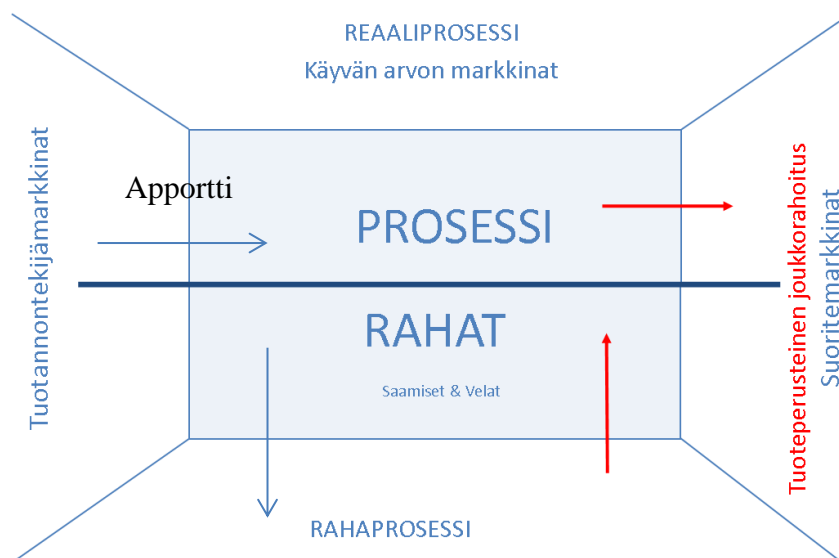 REAALIPROSESSI
Käyvän arvon markkinat
Tuotannontekijämarkkinat
Apportti
PROSESSI
RAHAT
Saamiset & Velat
RAHAPROSESSI
Tuoteperusteinen joukkorahoitus
Suoritemarkkinat